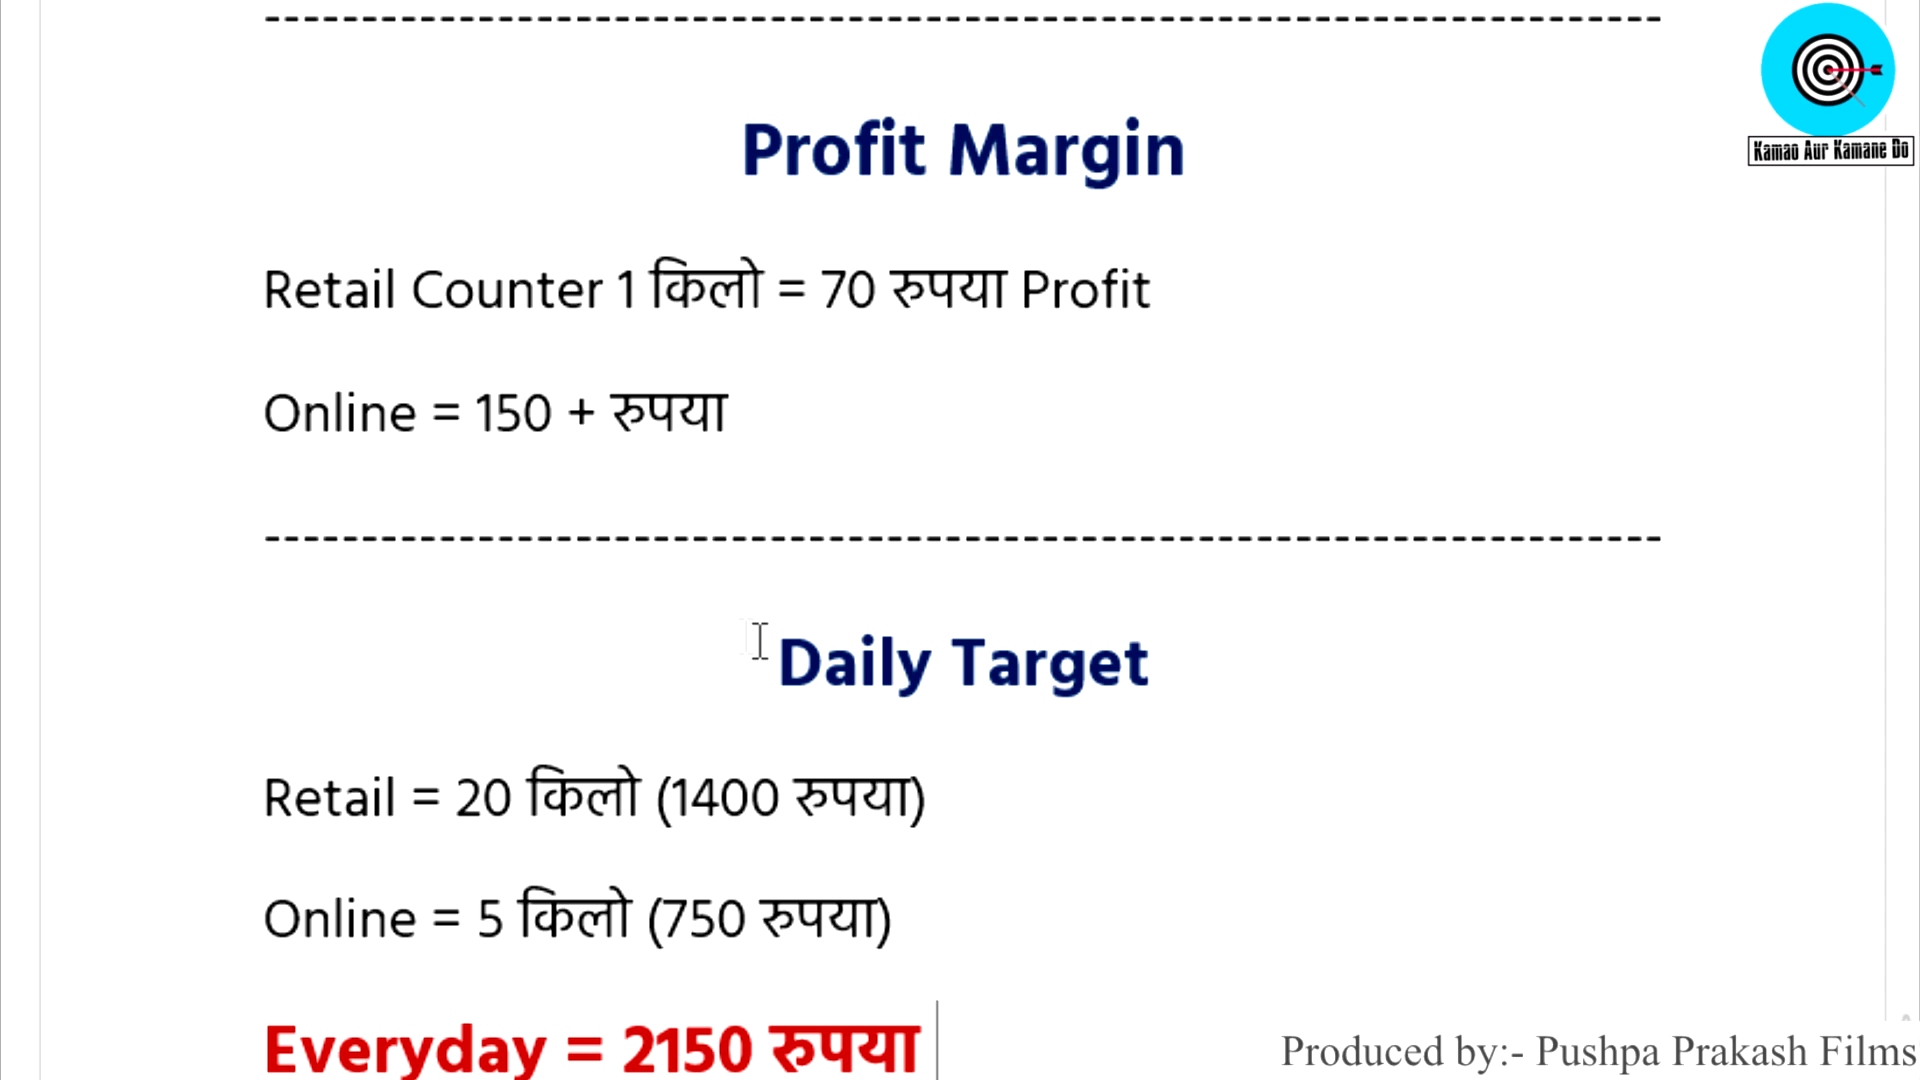 --------------------------------------------------------------------------
Kamao Aur Kamane Do
Profit Margin
Retail Counter 1 किलो = 70 रुपया Profit
Online = 150 + रुपया
--------------------------------------------------------------------------
Daily Target
Retail = 20 किलो (1400 रुपया)
Online = 5 किलो (750 रुपया)
Everyday = 2150 रुपया
Produced by:- Pushpa Prakash Films